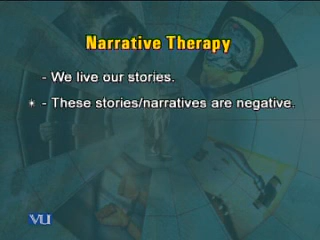 Narrative Therapy
- We live our stories.
* - These stories/narratives are negative.
VU